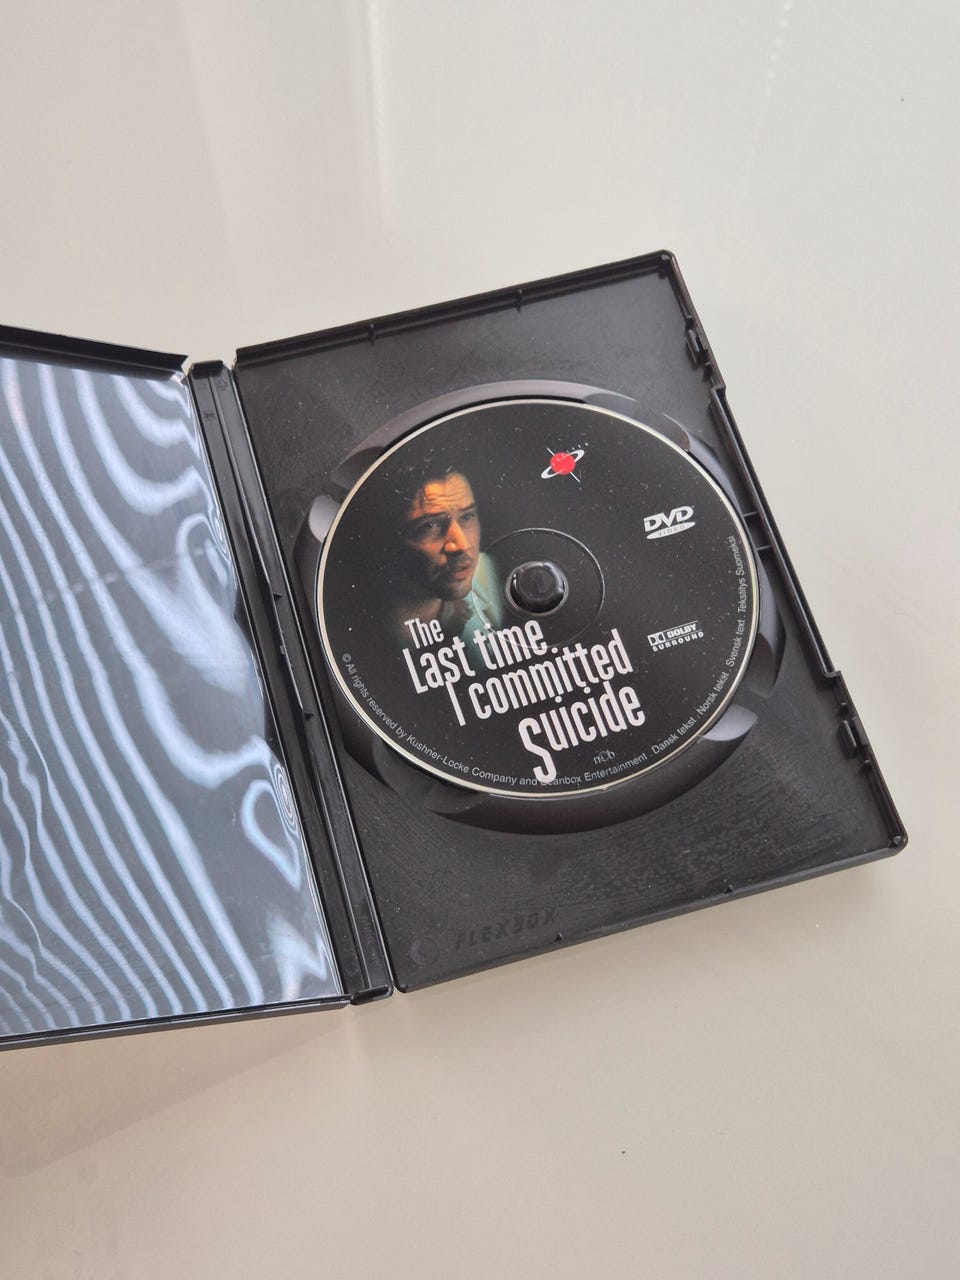 The
Last time
I committed
Suicide
DVD
VIDEO
DOLBY
SURROUND
© All rights reserved by Kushner-Locke Company and Scanbox Entertainment . Dansk tekst . Norsk tekst . Svensk text . Tekstitys Suomeksi
FLEXBOX